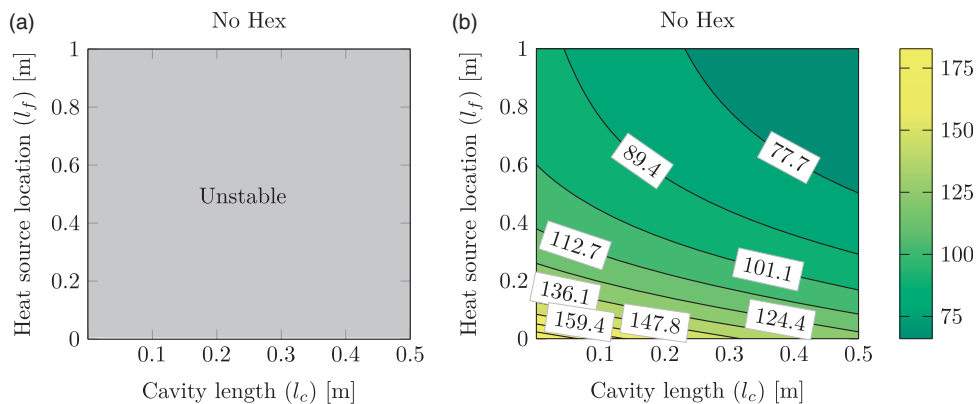 (a)
No Hex
Heat source location (l_f) [m]
1
0.8
0.6
0.4
0.2
0
Unstable
0.1 0.2 0.3 0.4 0.5
Cavity length (l_c) [m]
(b)
No Hex
Heat source location (l_f) [m]
1
0.8
0.6
0.4
0.2
0
89.4
77.7
112.7
101.1
136.1
159.4
147.8
124.4
0.1 0.2 0.3 0.4 0.5
Cavity length (l_c) [m]
175
150
125
100
75